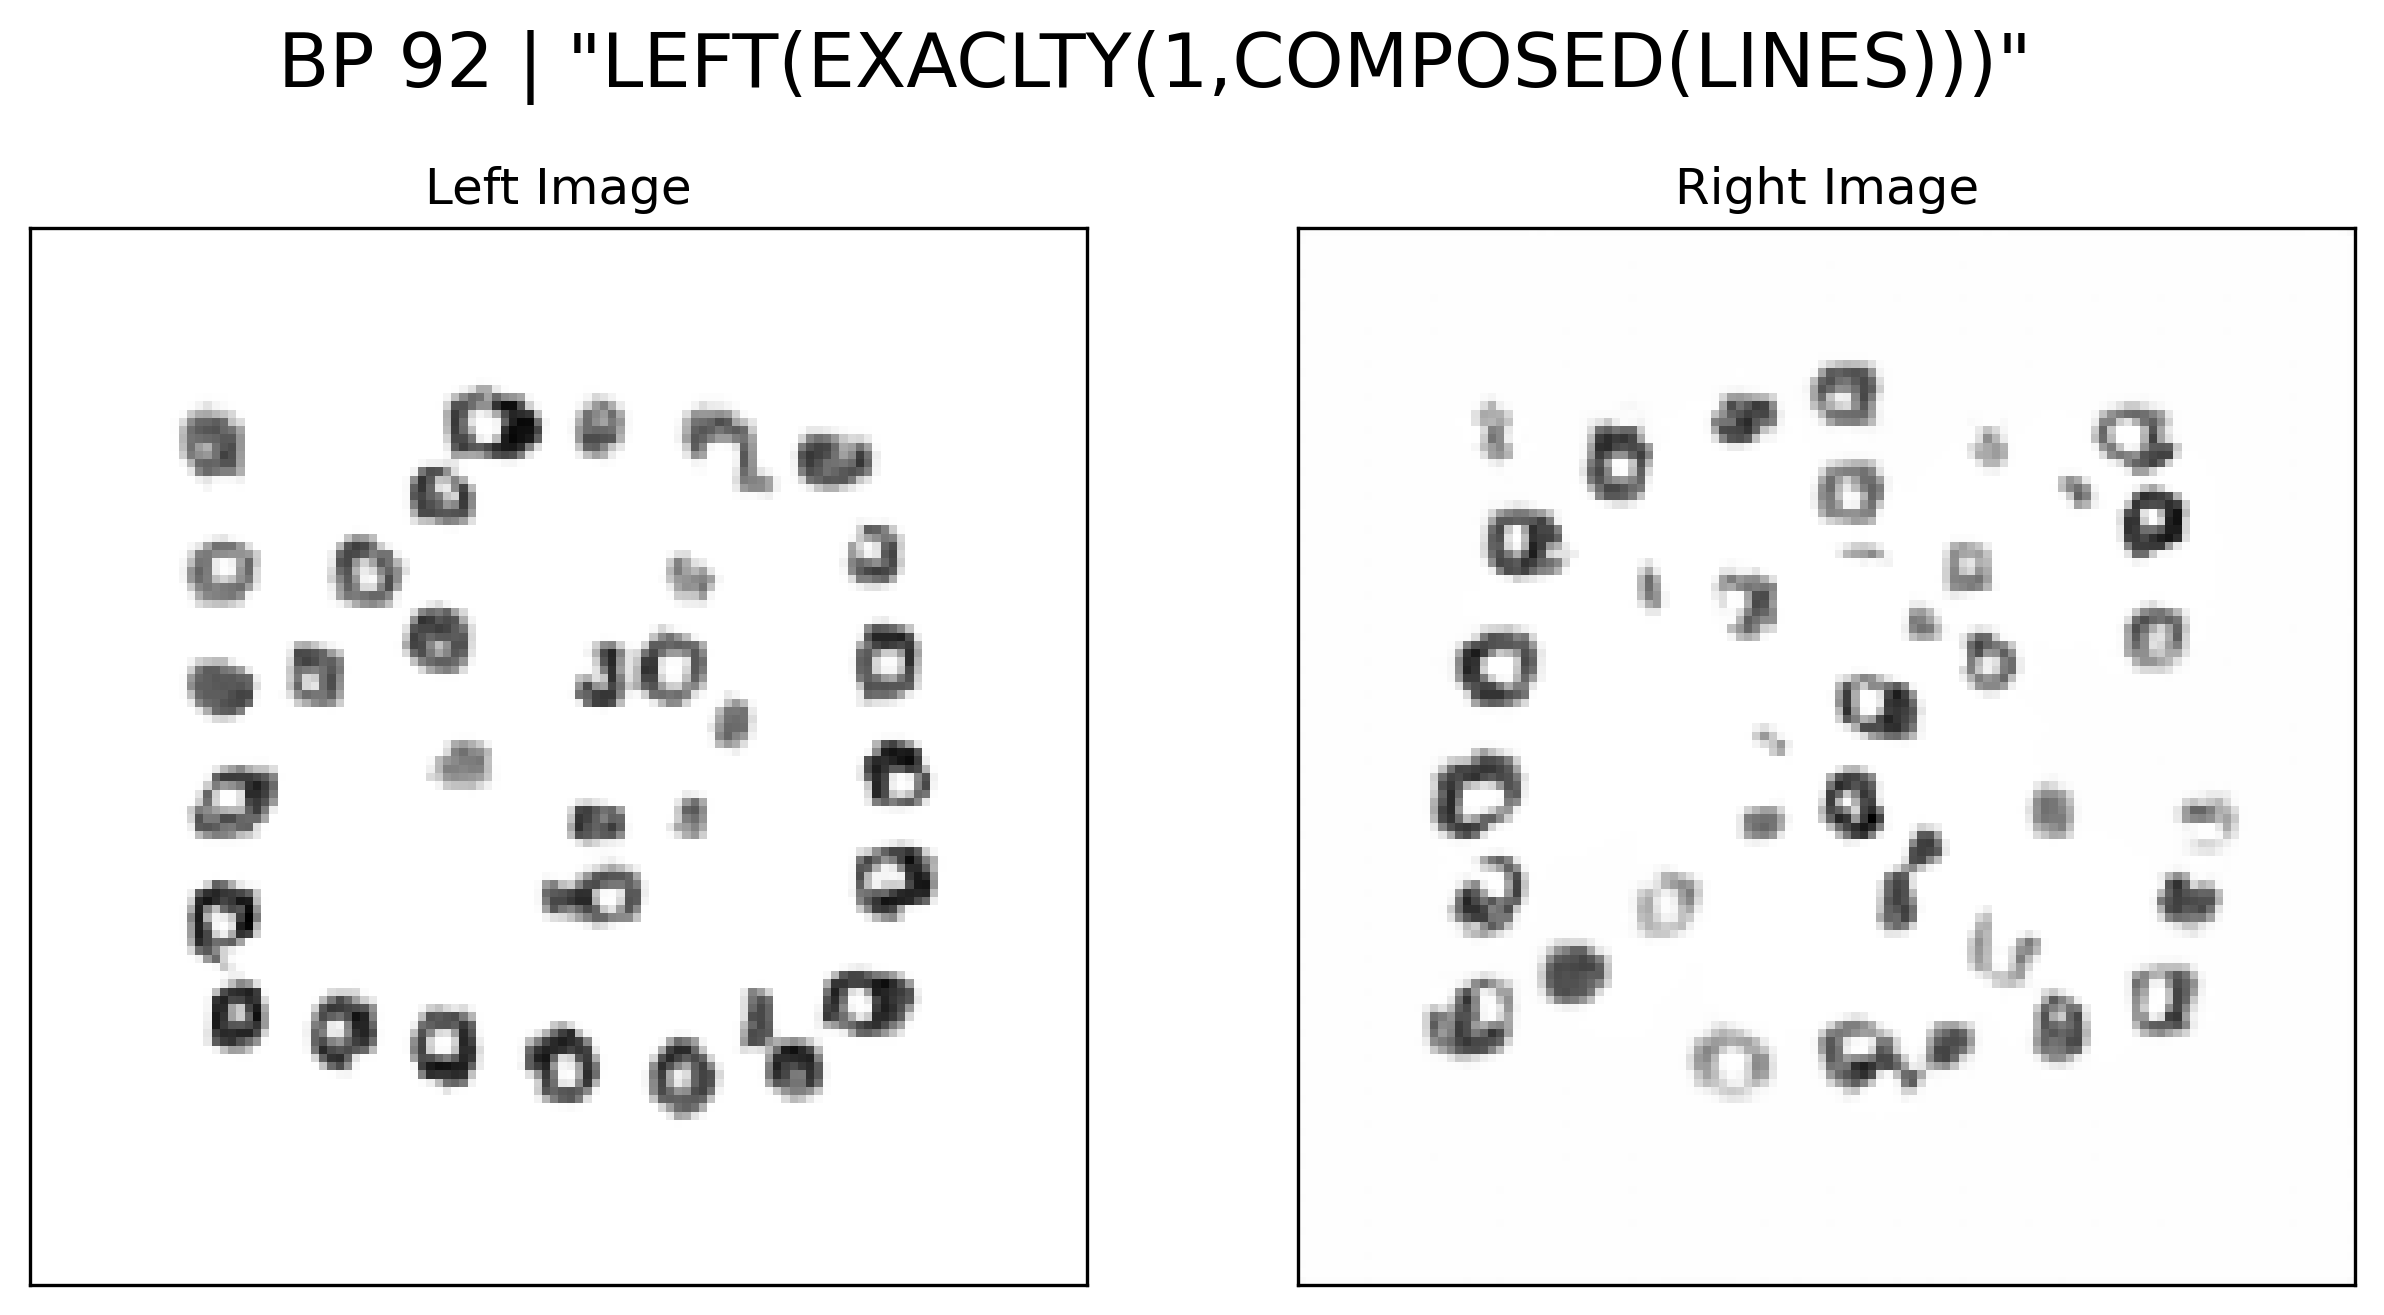 BP 92 | "LEFT(EXACLTY(1,COMPOSED(LINES)))"
Left Image
Right Image